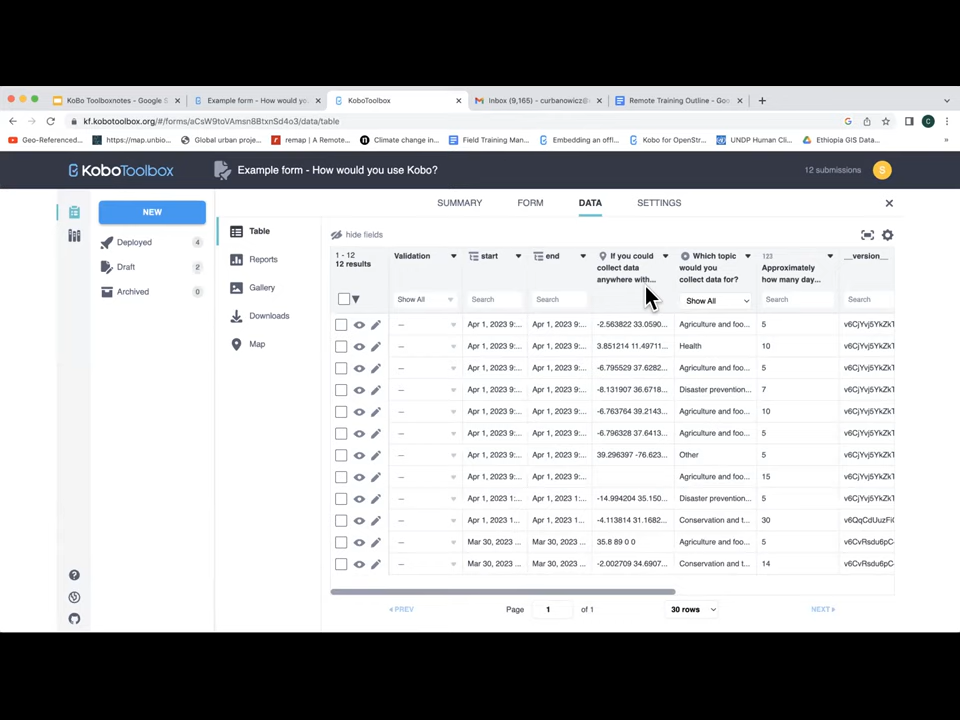 KoBo Toolboxnotes - Google S
Example form - How would yo
KoboToolbox
Inbox (9,165) - curbanowicz@
Remote Training Outline - Goo
kf.kobotoolbox.org/#/forms/aCsW9toVAmsn8BtxnSd4o3/data/table
C
Geo-Referenced...
https://map.unbio...
Global urban proje...
remap | A Remote...
Climate change in...
Field Training Man...
Embedding an offi...
Kobo for OpenStr...
UNDP Human Cli...
Ethiopia GIS Data...
KoboToolbox
Example form - How would you use Kobo?
12 submissions
S
NEW
Deployed 4
Draft 2
Archived 0
SUMMARY FORM DATA SETTINGS
Table
Reports
Gallery
Downloads
Map
hide fields
1 - 12
12 results
Validation
start
end
If you could
collect data
anywhere with...
Which topic
would you
collect data for?
123
Approximately
how many day...
__version__
Show All Search Search Show All Search Search
— Apr 1, 2023 9:... Apr 1, 2023 9:... -2.563822 33.0590... Agriculture and foo... 5 v6CjYvj5YkZkT
— Apr 1, 2023 9:... Apr 1, 2023 9:... 3.851214 11.49711... Health 10 v6CjYvj5YkZkT
— Apr 1, 2023 9:... Apr 1, 2023 9:... -6.795529 37.6282... Agriculture and foo... 5 v6CjYvj5YkZkT
— Apr 1, 2023 9:... Apr 1, 2023 9:... -8.131907 36.6718... Disaster prevention... 7 v6CjYvj5YkZkT
— Apr 1, 2023 9:... Apr 1, 2023 9:... -6.763764 39.2143... Agriculture and foo... 10 v6CjYvj5YkZkT
— Apr 1, 2023 9:... Apr 1, 2023 9:... -6.796328 37.6413... Agriculture and foo... 5 v6CjYvj5YkZkT
— Apr 1, 2023 9:... Apr 1, 2023 9:... 39.296397 -76.623... Other 5 v6CjYvj5YkZkT
— Apr 1, 2023 9:... Apr 1, 2023 9:... Agriculture and foo... 15 v6CjYvj5YkZkT
— Apr 1, 2023 1:... Apr 1, 2023 1:... -14.994204 35.150... Disaster prevention... 5 v6CjYvj5YkZkT
— Apr 1, 2023 1... Apr 1, 2023 1... -4.113814 31.1682... Conservation and t... 30 v6QqCdUuzFi
— Mar 30, 2023 ... Mar 30, 2023 ... 35.8 89 0 0 Agriculture and foo... 5 v6CvRsdu6pC
— Mar 30, 2023 ... Mar 30, 2023 ... -2.002709 34.6907... Conservation and t... 14 v6CvRsdu6pC
« PREV Page 1 of 1 30 rows NEXT »